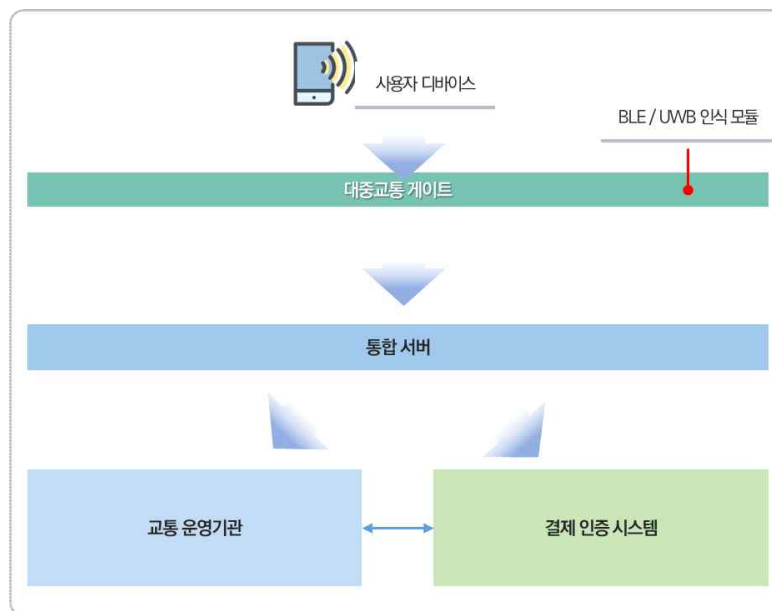 사용자 디바이스
BLE / UWB 인식 모듈
대중교통 게이트
통합 서버
교통 운영기관
결제 인증 시스템